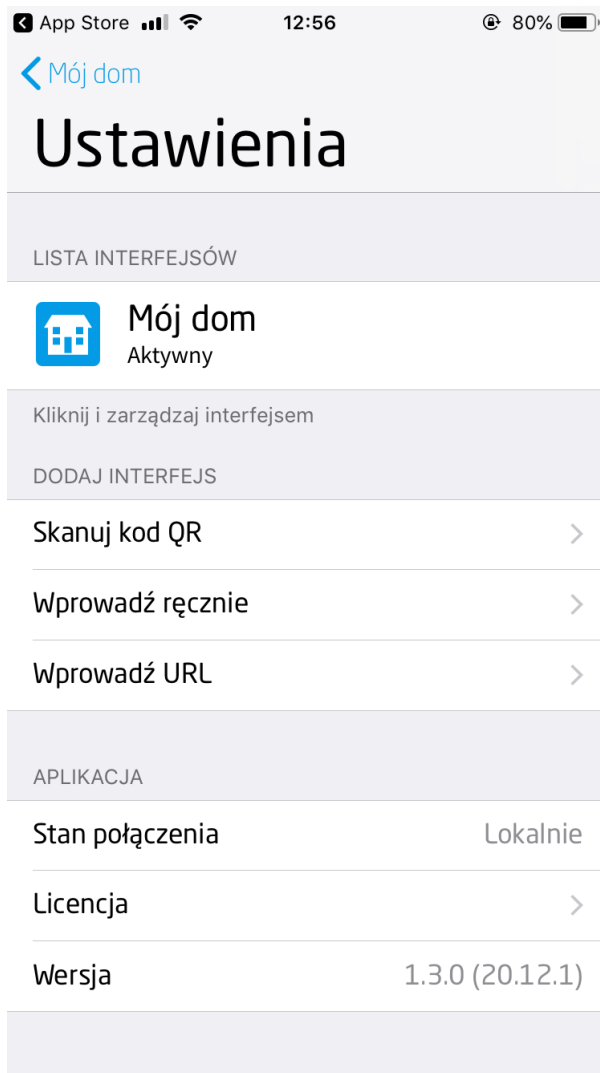 App Store 12:56 80%
Mój dom
Ustawienia
LISTA INTERFEJSÓW
Mój dom
Aktywny
Kliknij i zarządzaj interfejsem
DODAJ INTERFEJS
Skanuj kod QR
Wprowadź ręcznie
Wprowadź URL
APLIKACJA
Stan połączenia Lokalnie
Licencja
Wersja 1.3.0 (20.12.1)